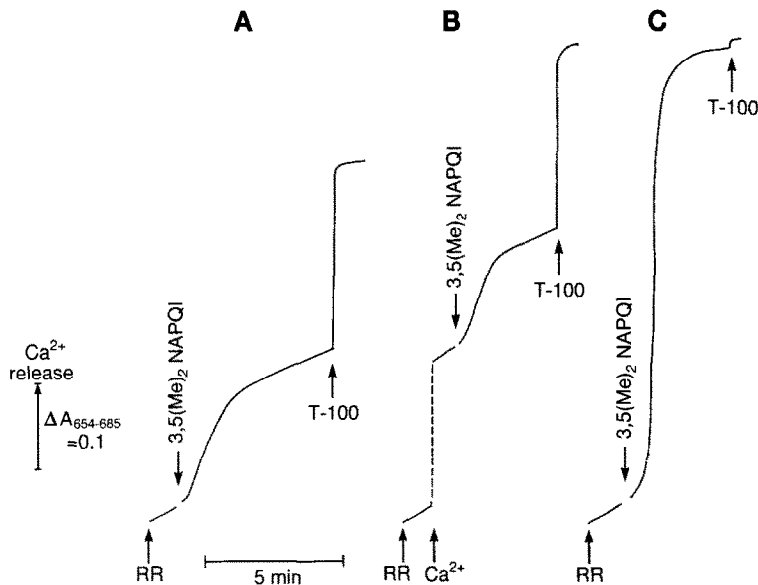 A
B
C
3,5(Me)₂ NAPQI
3,5(Me)₂ NAPQI
3,5(Me)₂ NAPQI
T-100
T-100
T-100
Ca²⁺
release
ΔA₆₅₄₋₆₈₅
=0.1
RR
5 min
RR
Ca²⁺
RR